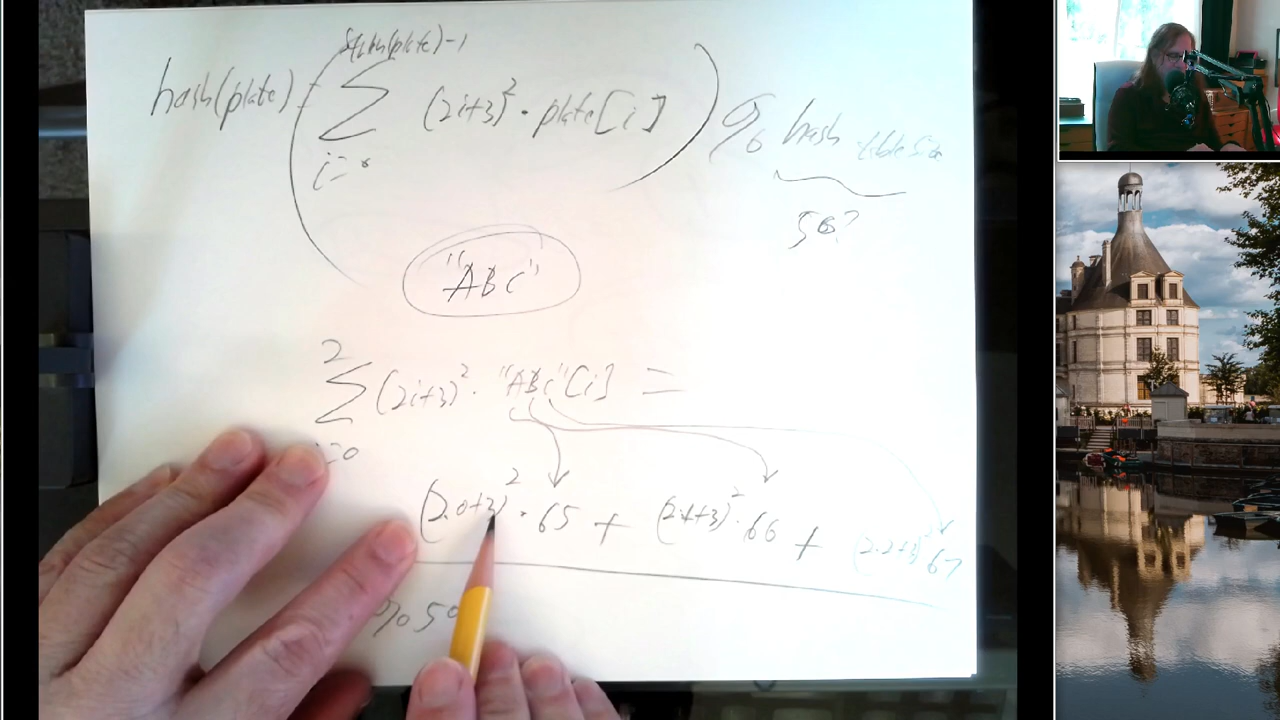 length(plate)-1
hash(plate) = ( Σ (2i+3)² · plate[i] ) % hash table size
i=0
50?
"ABC"
2
Σ (2i+3)² · "ABC"[i] =
i=0
(2·0+3)² · 65 + (2·1+3)² · 66 + (2·2+3)² 67
% 50